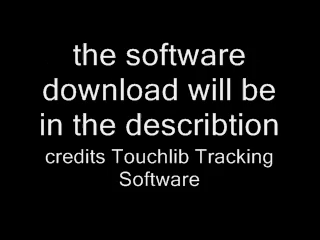 the software
download will be
in the describtion
credits Touchlib Tracking
Software